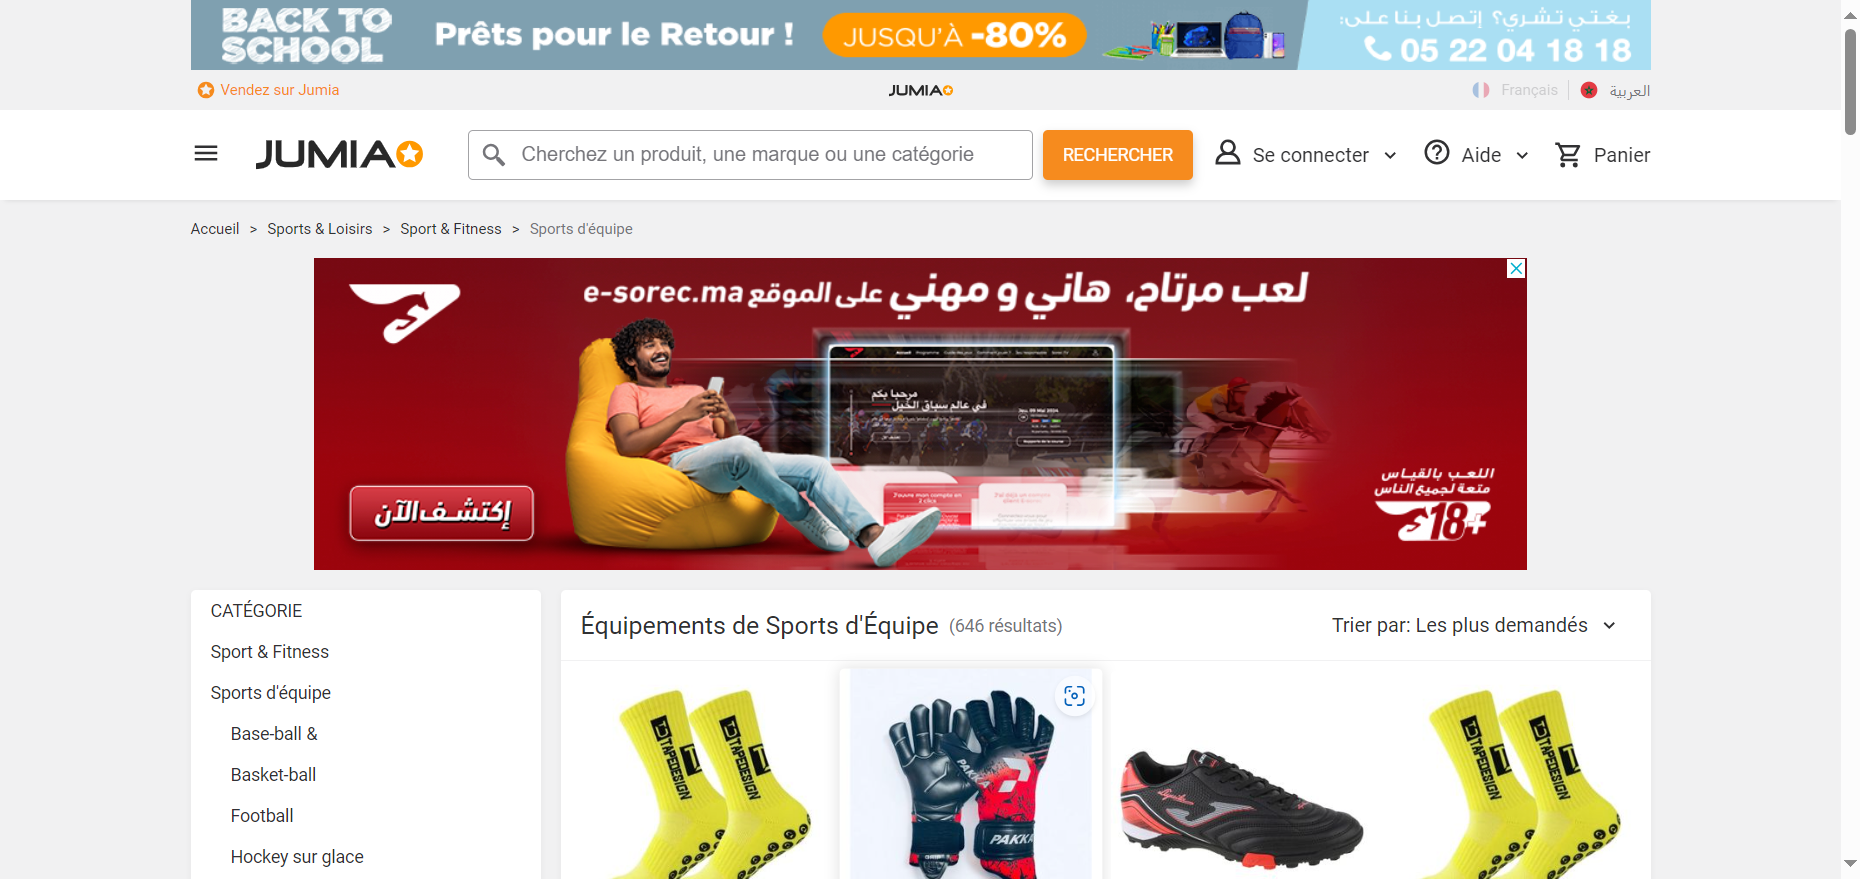 BACK TO
SCHOOL
Prêts pour le Retour !
JUSQU'À -80%
بغتي تشري؟ إتصل بنا على:
05 22 04 18 18
Vendez sur Jumia
JUMIA
Français
العربية
JUMIA
Cherchez un produit, une marque ou une catégorie
RECHERCHER
Se connecter
Aide
Panier
Accueil > Sports & Loisirs > Sport & Fitness > Sports d'équipe
لعب مرتاح، هاني و مهني على الموقع e-sorec.ma
مرحبا بكم
في عالم سباق الخيل
إكتشف الآن
اللعب بالقياس
متعة لجميع الناس
18+
CATÉGORIE
Sport & Fitness
Sports d'équipe
Base-ball &
Basket-ball
Football
Hockey sur glace
Équipements de Sports d'Équipe (646 résultats)
Trier par: Les plus demandés
TAPEDESIGN
TAPEDESIGN
PAKKA
PAKKA
TAPEDESIGN
TAPEDESIGN